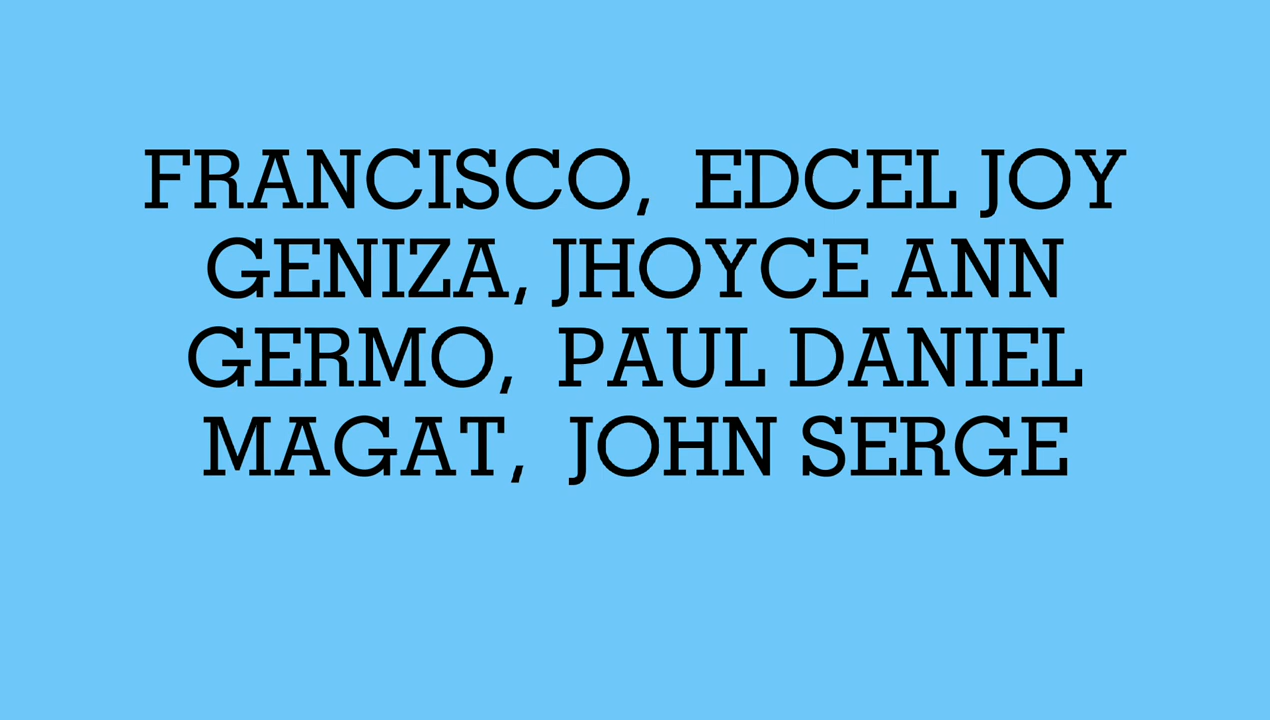 FRANCISCO,  EDCEL JOY
GENIZA, JHOYCE ANN
GERMO,  PAUL DANIEL
MAGAT,  JOHN SERGE